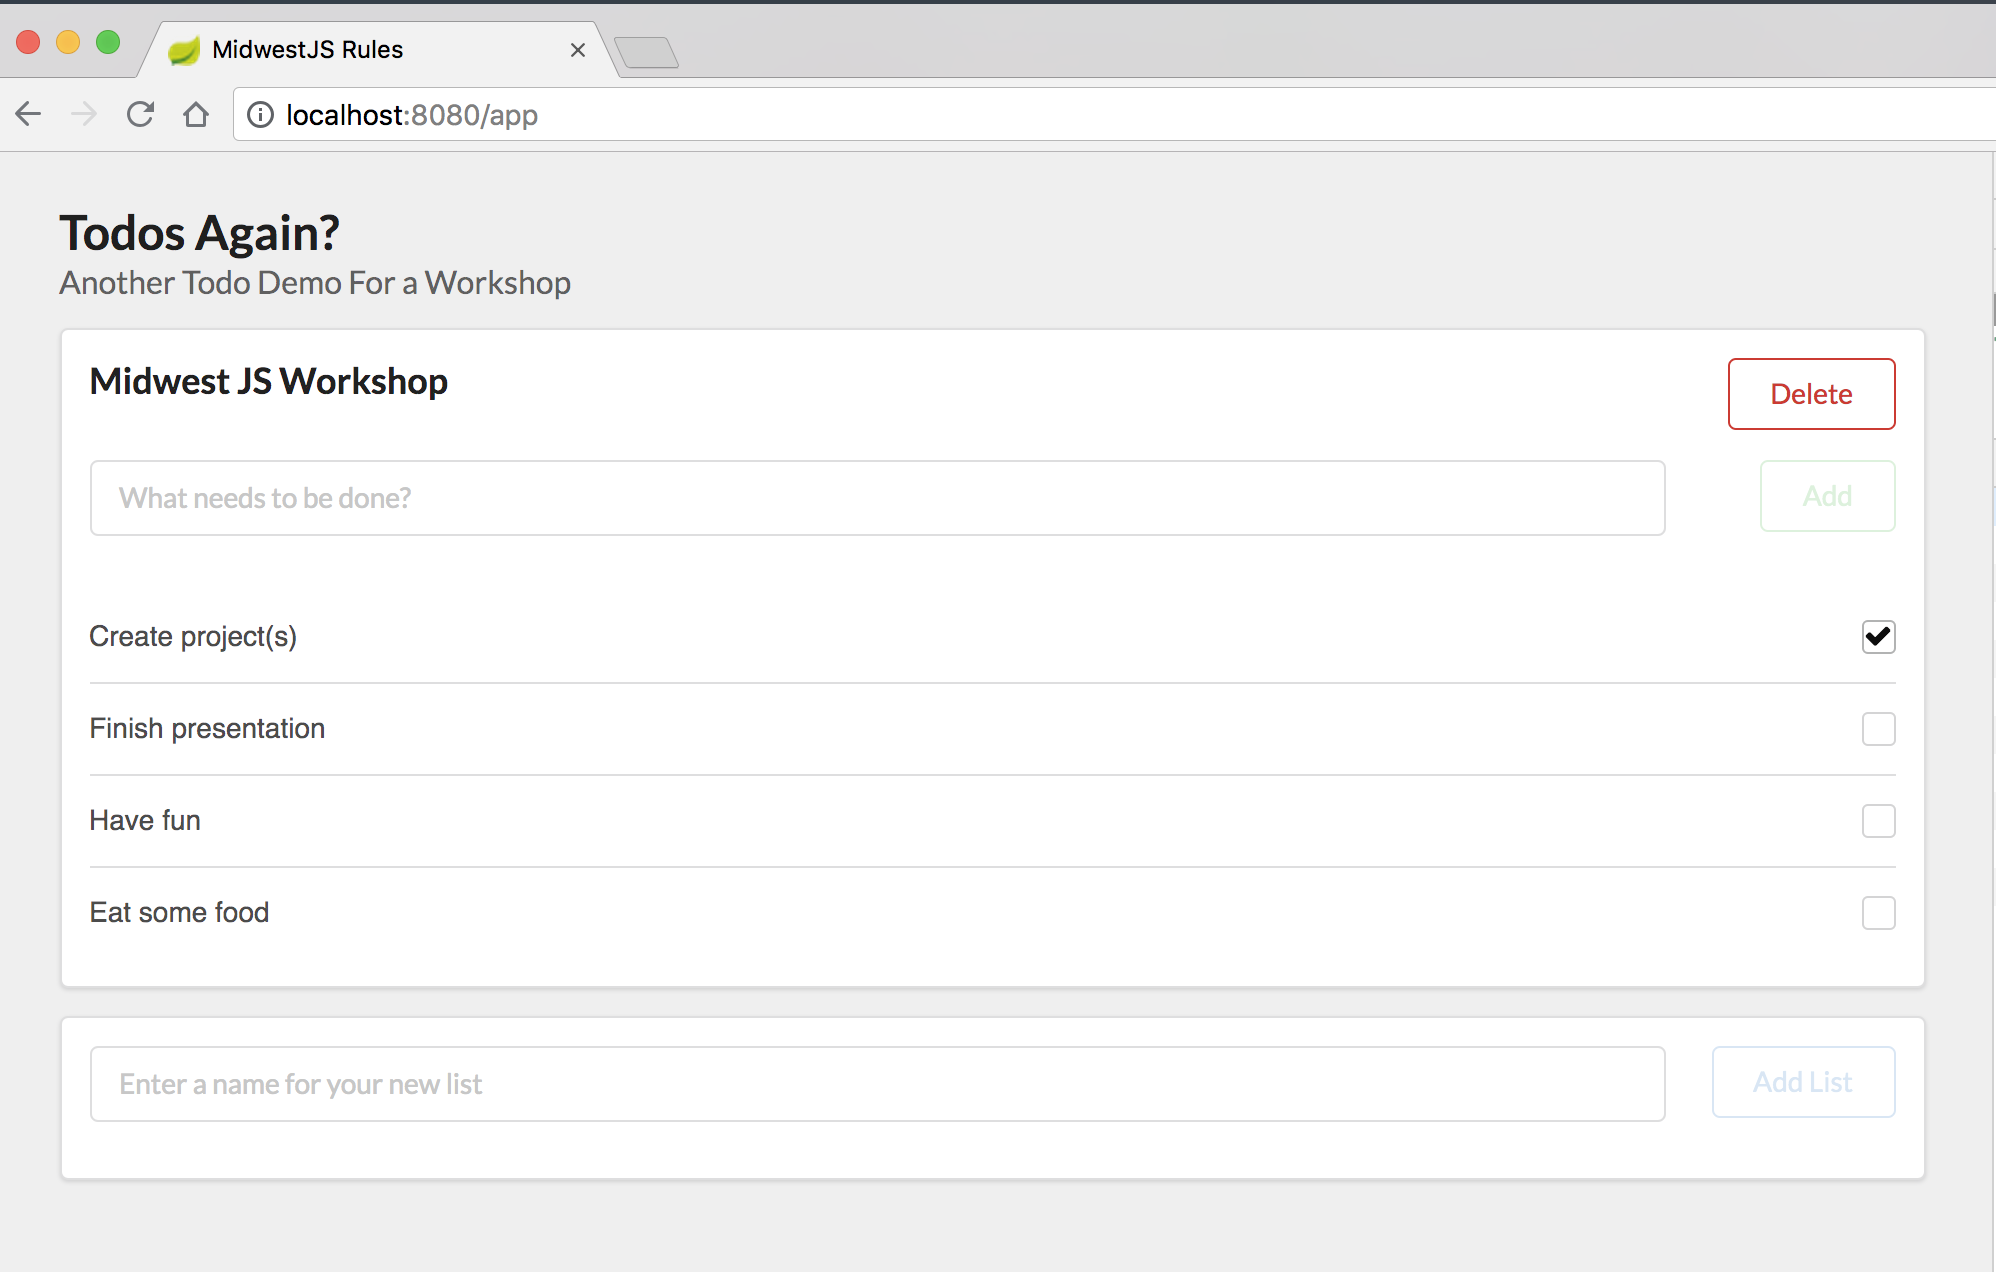 MidwestJS Rules
localhost:8080/app
Todos Again?
Another Todo Demo For a Workshop
Midwest JS Workshop
Delete
What needs to be done?
Add
Create project(s)
Finish presentation
Have fun
Eat some food
Enter a name for your new list
Add List